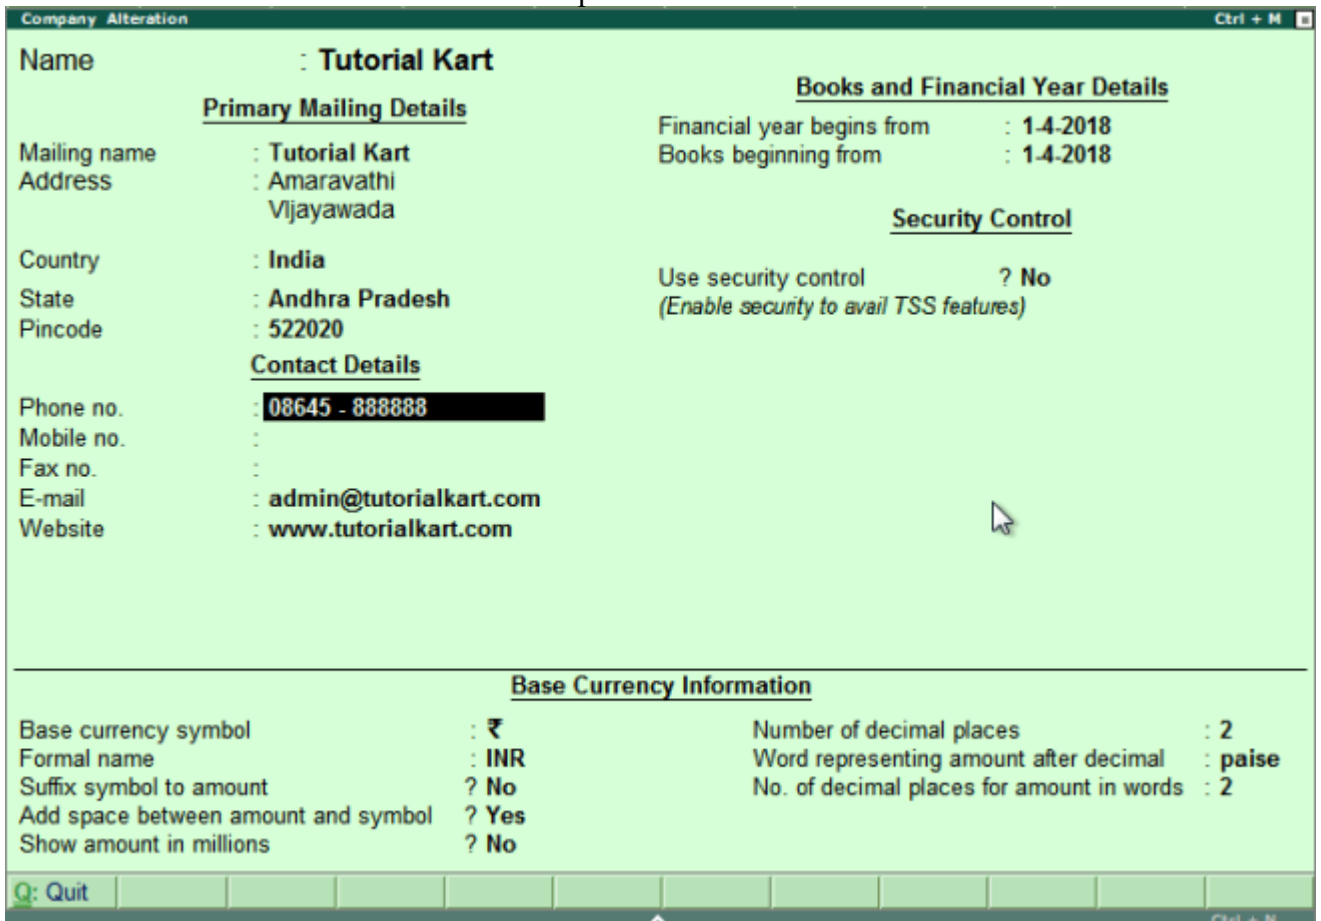 Company Alteration Ctrl + M
Name : Tutorial Kart
Primary Mailing Details
Mailing name : Tutorial Kart
Address : Amaravathi
VIjayawada
Country : India
State : Andhra Pradesh
Pincode : 522020
Contact Details
Phone no. : 08645 - 888888
Mobile no. :
Fax no. :
E-mail : admin@tutorialkart.com
Website : www.tutorialkart.com
Books and Financial Year Details
Financial year begins from : 1-4-2018
Books beginning from : 1-4-2018
Security Control
Use security control ? No
(Enable security to avail TSS features)
Base Currency Information
Base currency symbol : ₹
Formal name : INR
Suffix symbol to amount ? No
Add space between amount and symbol ? Yes
Show amount in millions ? No
Number of decimal places : 2
Word representing amount after decimal : paise
No. of decimal places for amount in words : 2
Q: Quit
Ctrl + N